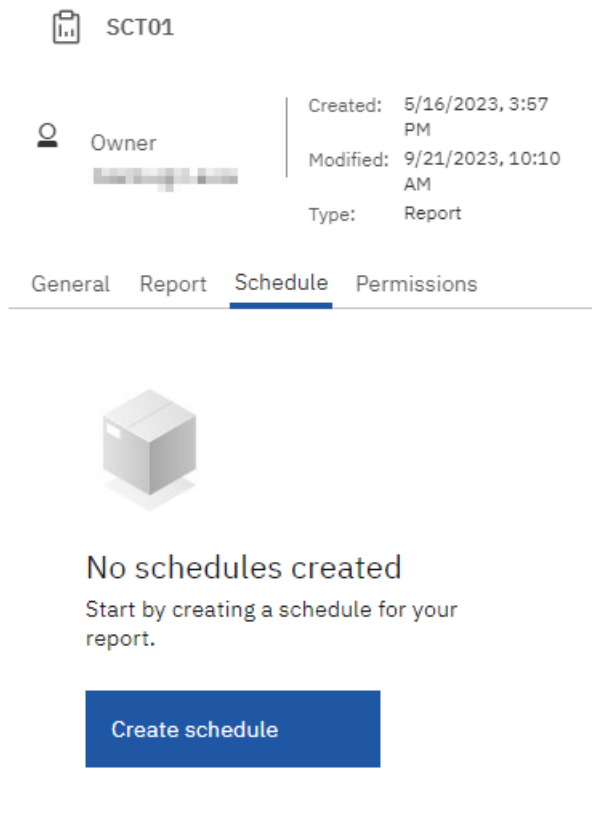 SCT01
Owner
Created: 5/16/2023, 3:57
PM
Modified: 9/21/2023, 10:10
AM
Type: Report
General Report Schedule Permissions
No schedules created
Start by creating a schedule for your
report.
Create schedule